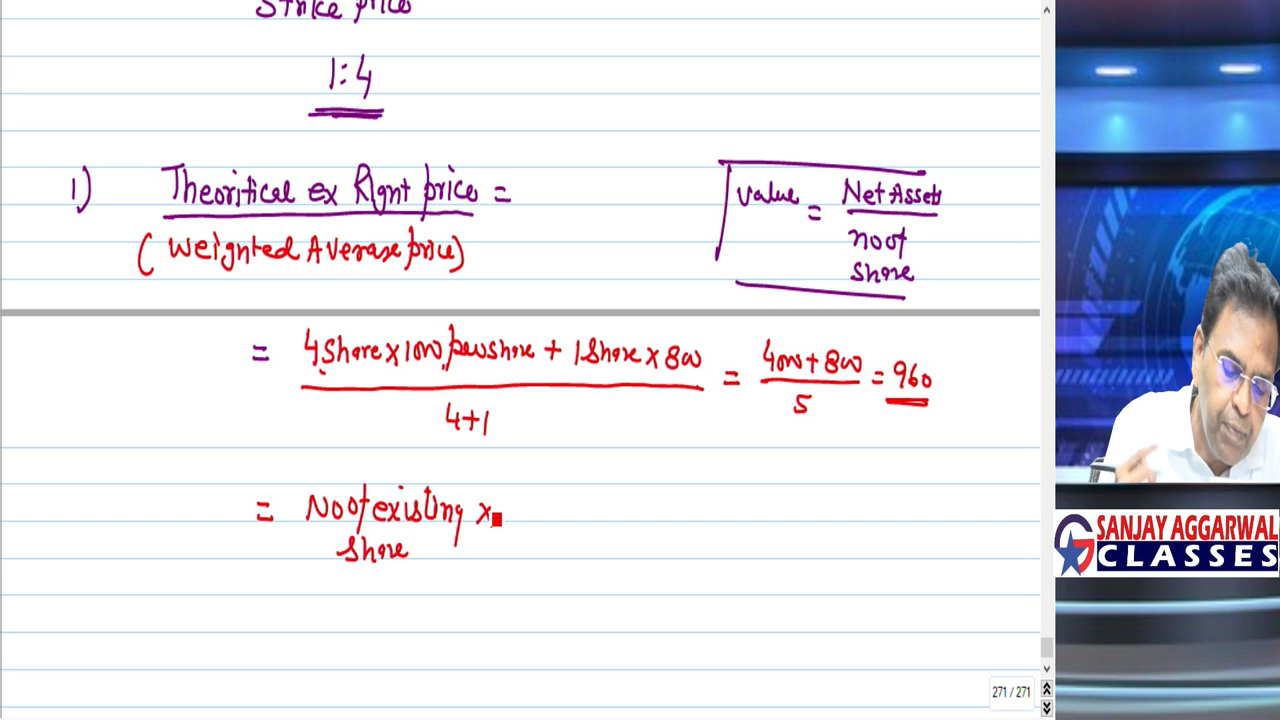 Strike price
1:4
1) Theoritical ex Right price =
(Weighted Average price)
Value = Net Assets
no of
share
= 4 Share x 1000 per share + 1 Share x 800 = 4000 + 800 = 960
4+1
5
= No of existing x
share
SANJAY AGGARWAL
CLASSES
271 / 271